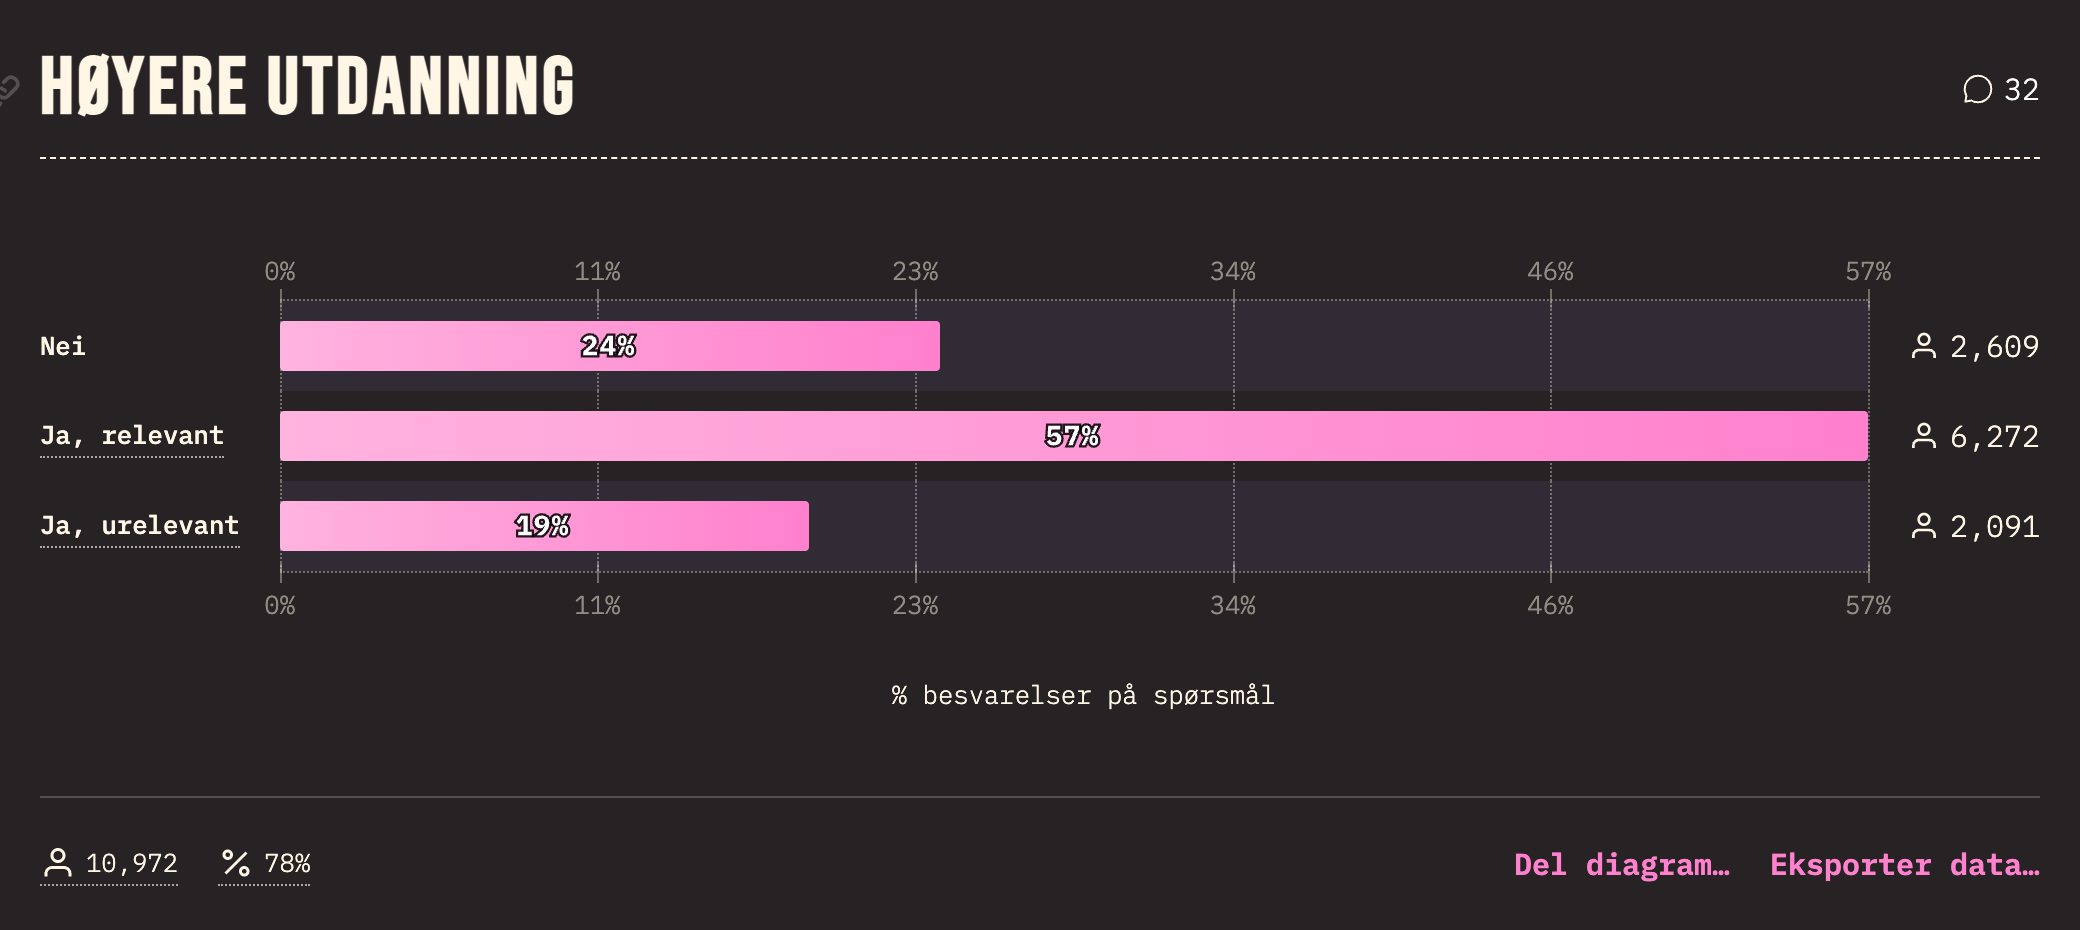 HØYERE UTDANNING
32
0% 11% 23% 34% 46% 57%
Nei 24% 2,609
Ja, relevant 57% 6,272
Ja, urelevant 19% 2,091
0% 11% 23% 34% 46% 57%
% besvarelser på spørsmål
10,972 78% Del diagram… Eksporter data…